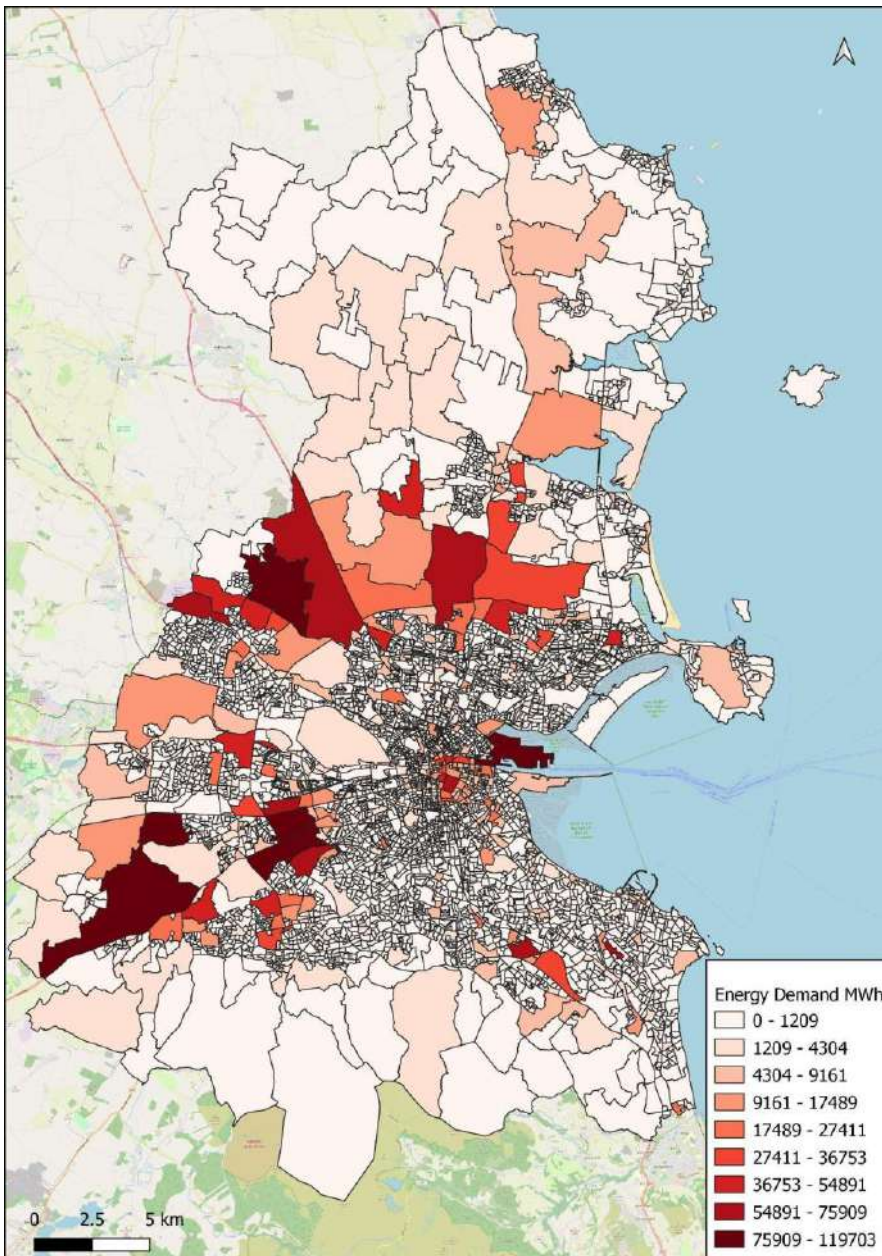 Energy Demand MWh
0 - 1209
1209 - 4304
4304 - 9161
9161 - 17489
17489 - 27411
27411 - 36753
36753 - 54891
54891 - 75909
75909 - 119703
0 2.5 5 km